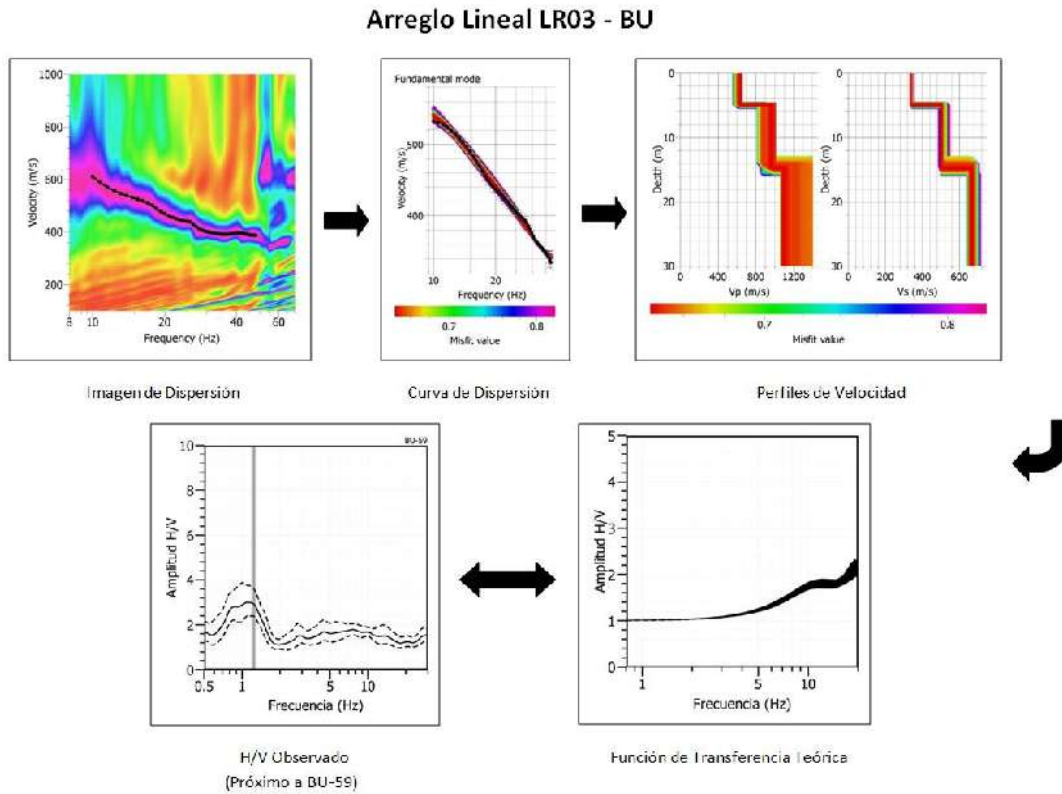 Arreglo Lineal LR03 - BU
1000
800
600
400
200
Velocity (m/s)
6 10 20 40 60
Frequency (Hz)
Imagen de Dispersión
Fundamental mode
500
400
Velocity (m/s)
10 20
Frequency (Hz)
0.7 0.8
Misfit value
Curva de Dispersión
0
10
20
30
Depth (m)
0 400 800 1200
Vp (m/s)
0
10
20
30
Depth (m)
0 200 400 600
Vs (m/s)
0.7 0.8
Misfit value
Perfiles de Velocidad
BU-59
10
8
6
4
2
0
Amplitud H/V
0.5 1 5 10
Frecuencia (Hz)
H/V Observado
(Próximo a BU-59)
5
4
3
2
1
0
Amplitud H/V
1 5 10
Frecuencia (Hz)
Función de Transferencia Teórica